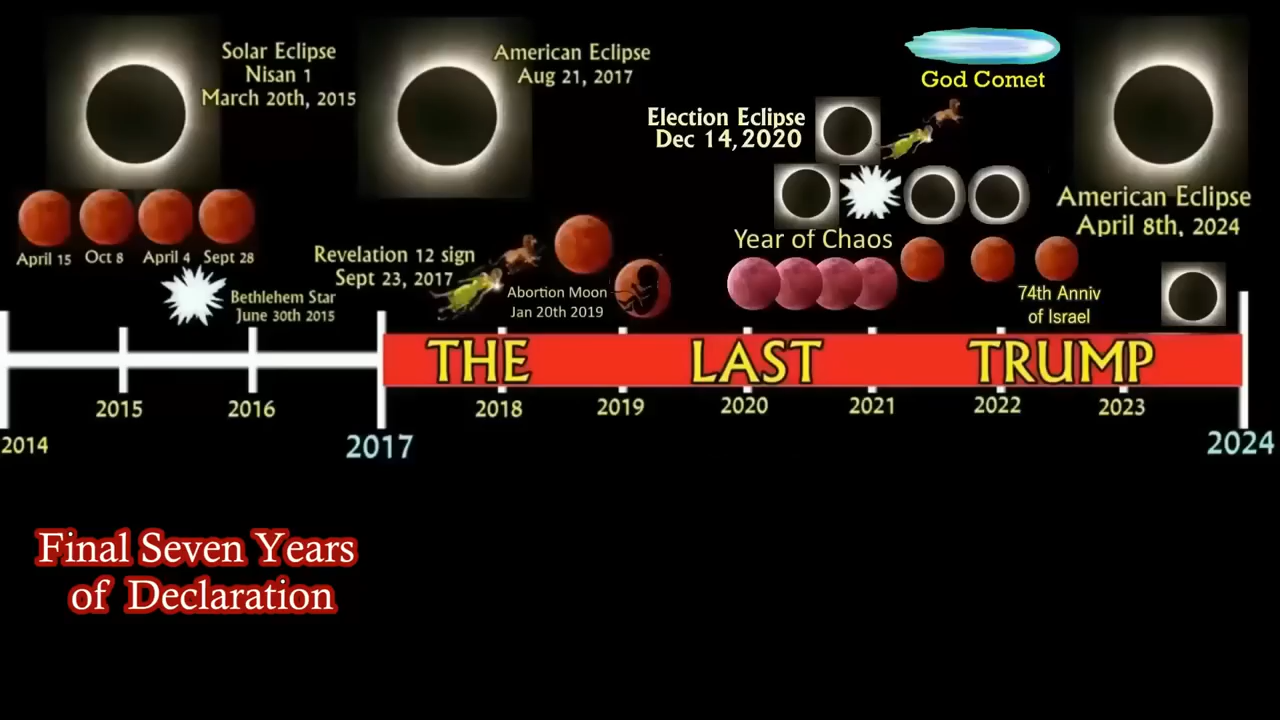 Solar Eclipse
Nisan 1
March 20th, 2015
American Eclipse
Aug 21, 2017
God Comet
Election Eclipse
Dec 14, 2020
American Eclipse
April 8th, 2024
April 15
Oct 8
April 4
Sept 28
Bethlehem Star
June 30th 2015
Revelation 12 sign
Sept 23, 2017
Abortion Moon
Jan 20th 2019
Year of Chaos
74th Anniv
of Israel
THE LAST TRUMP
2014
2015
2016
2017
2018
2019
2020
2021
2022
2023
2024
Final Seven Years
of Declaration